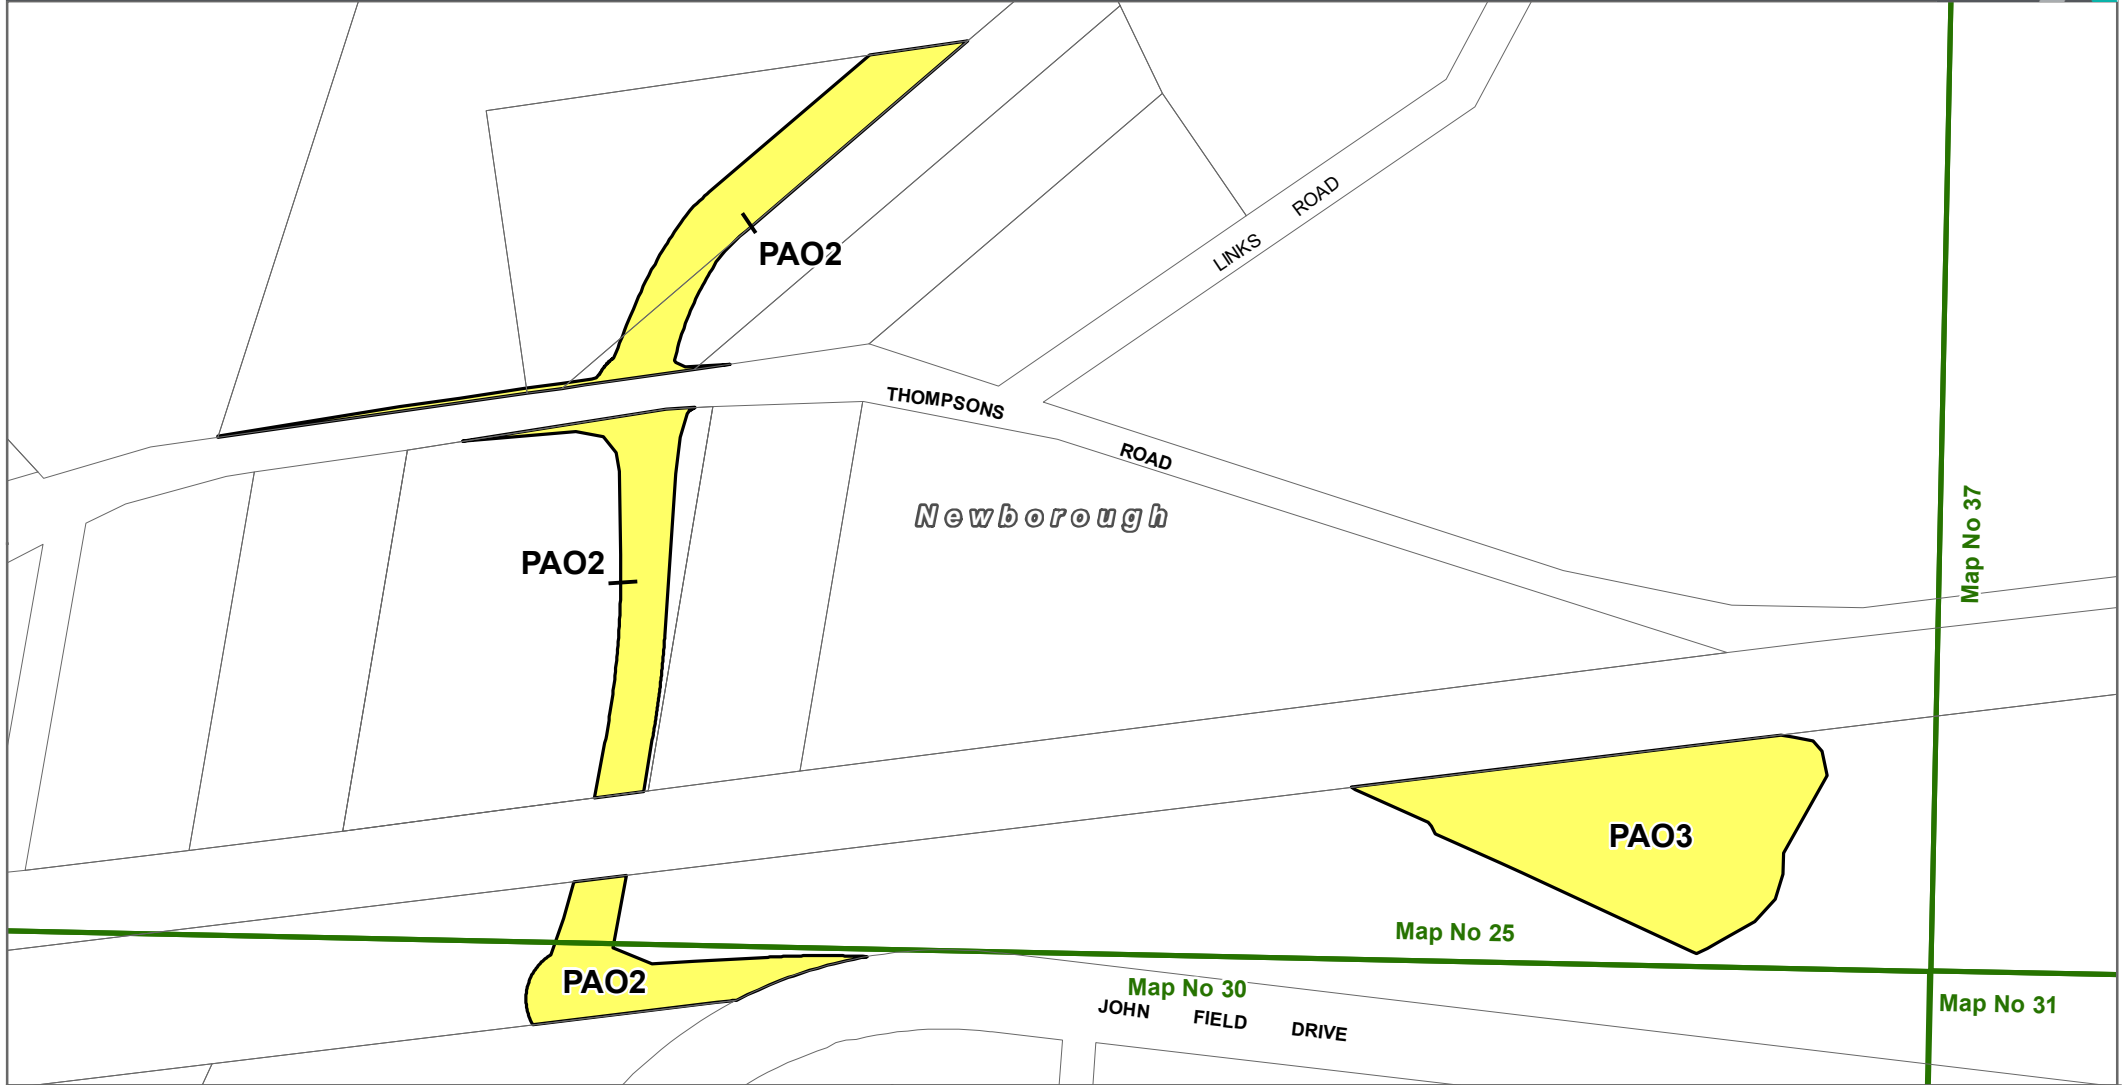 PAO2
LINKS ROAD
THOMPSONS ROAD
Newborough
Map No 37
PAO2
PAO3
Map No 25
PAO2
Map No 30
Map No 31
JOHN FIELD DRIVE